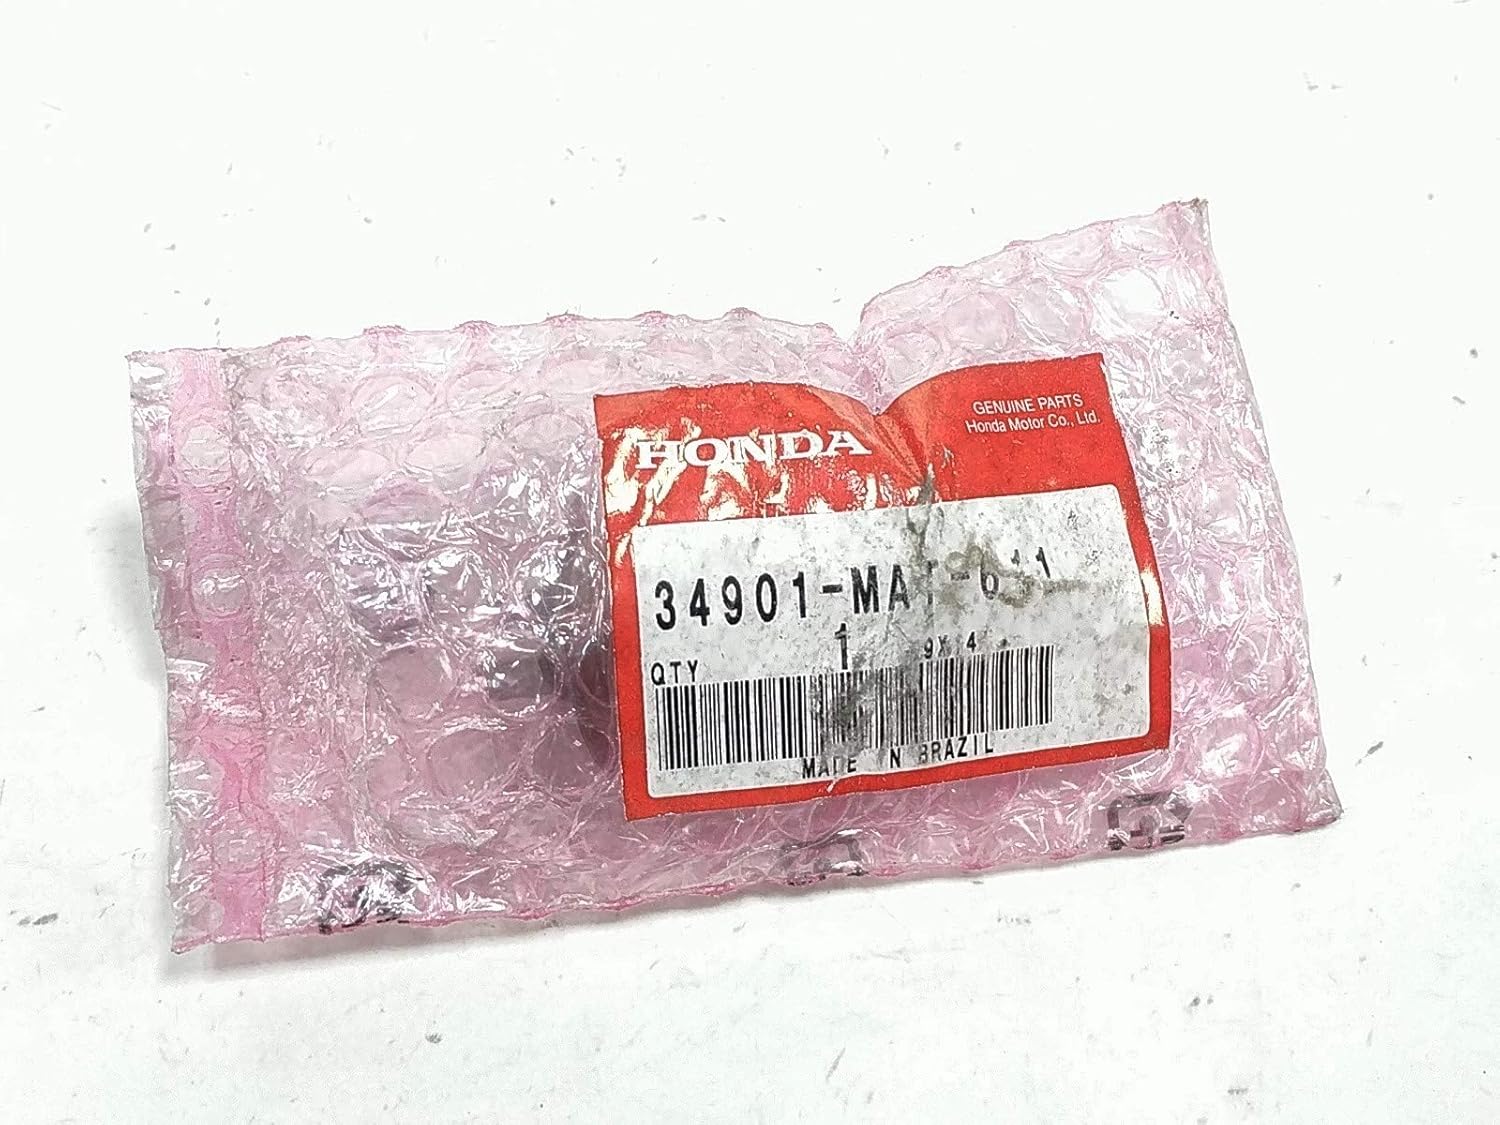 HONDA
GENUINE PARTS
Honda Motor Co., Ltd.
1
QTY
MADE IN BRAZIL